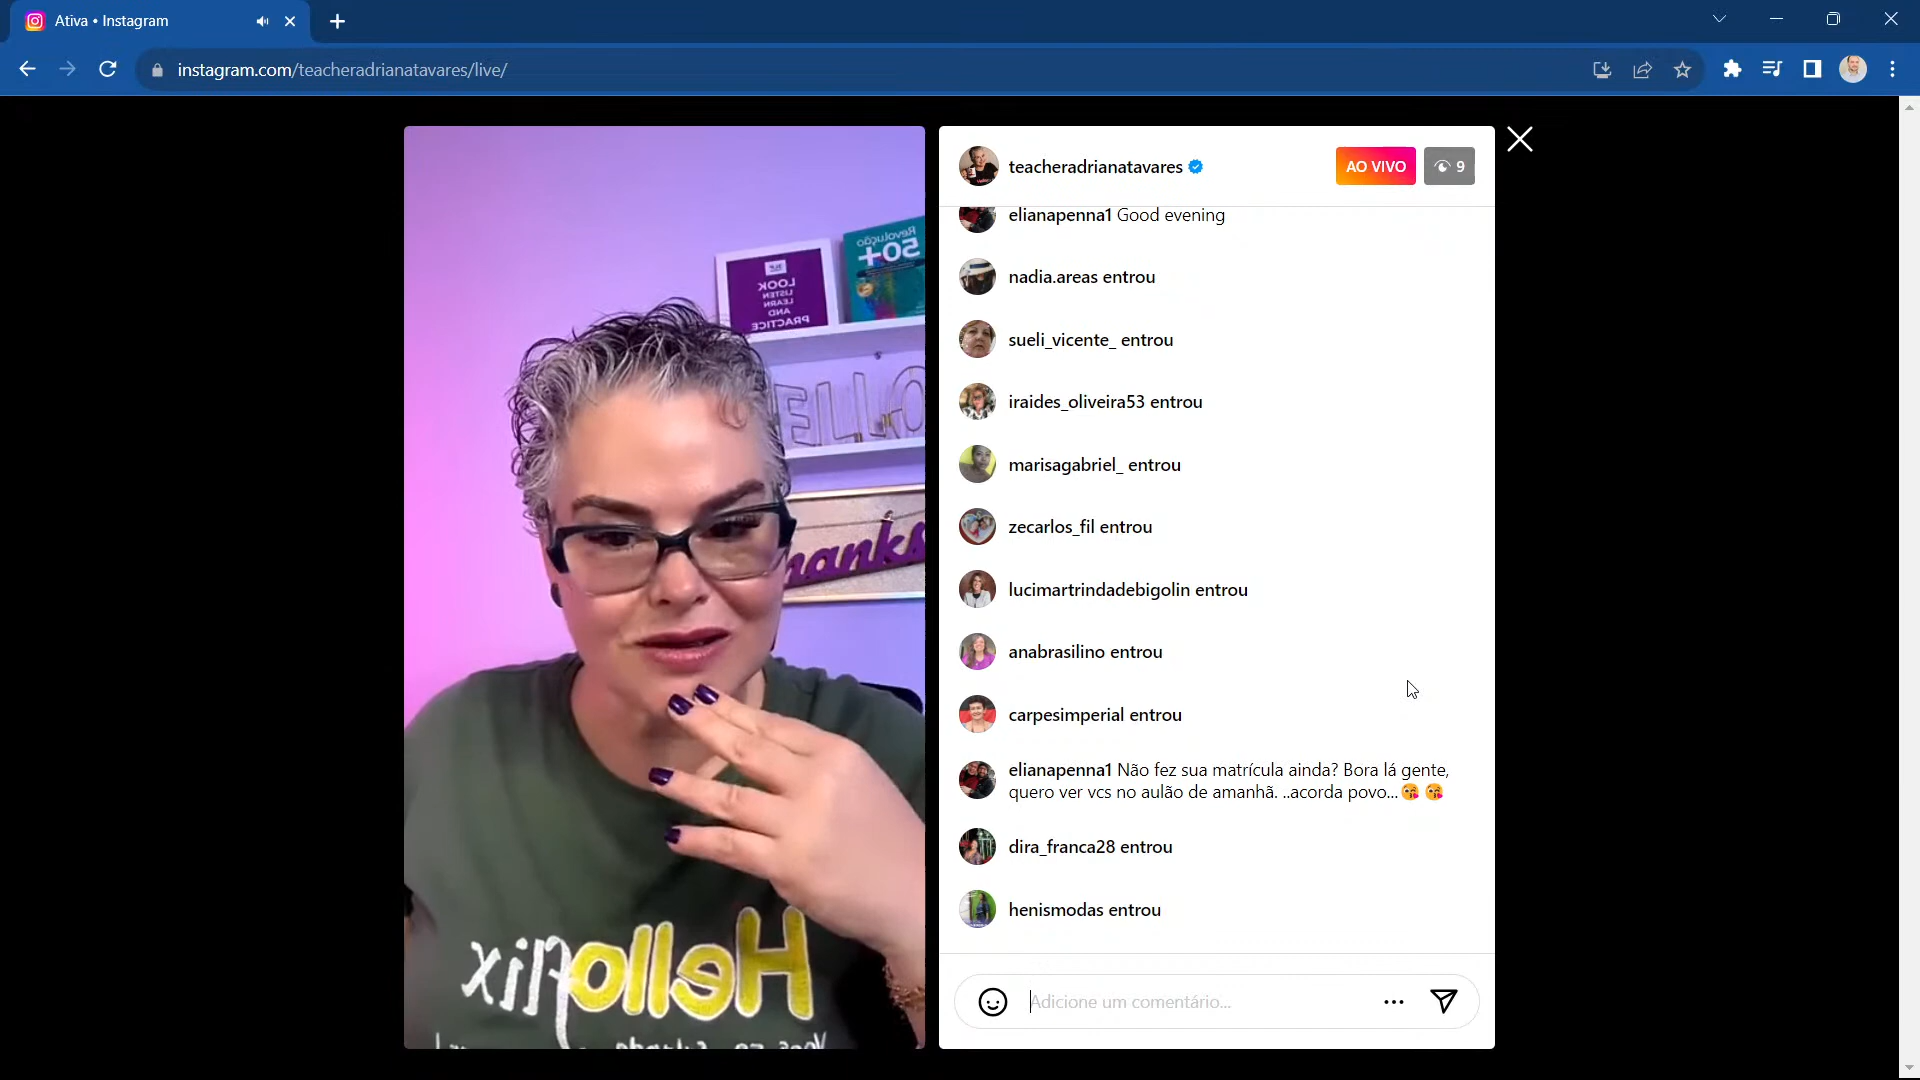 Ativa • Instagram
instagram.com/teacheradrianatavares/live/
teacheradrianatavares
AO VIVO
9
elianapenna1 Good evening
nadia.areas entrou
sueli_vicente_ entrou
iraides_oliveira53 entrou
marisagabriel_ entrou
zecarlos_fil entrou
lucimartrindadebigolin entrou
anabrasilino entrou
carpesimperial entrou
elianapenna1 Não fez sua matrícula ainda? Bora lá gente,
quero ver vcs no aulão de amanhã. ..acorda povo...😘 😘
dira_franca28 entrou
henismodas entrou
Adicione um comentário...
Revolução
50+
LOOK
LISTEN
LEARN
AND
PRACTICE
HELLO
hanks
Helloflix